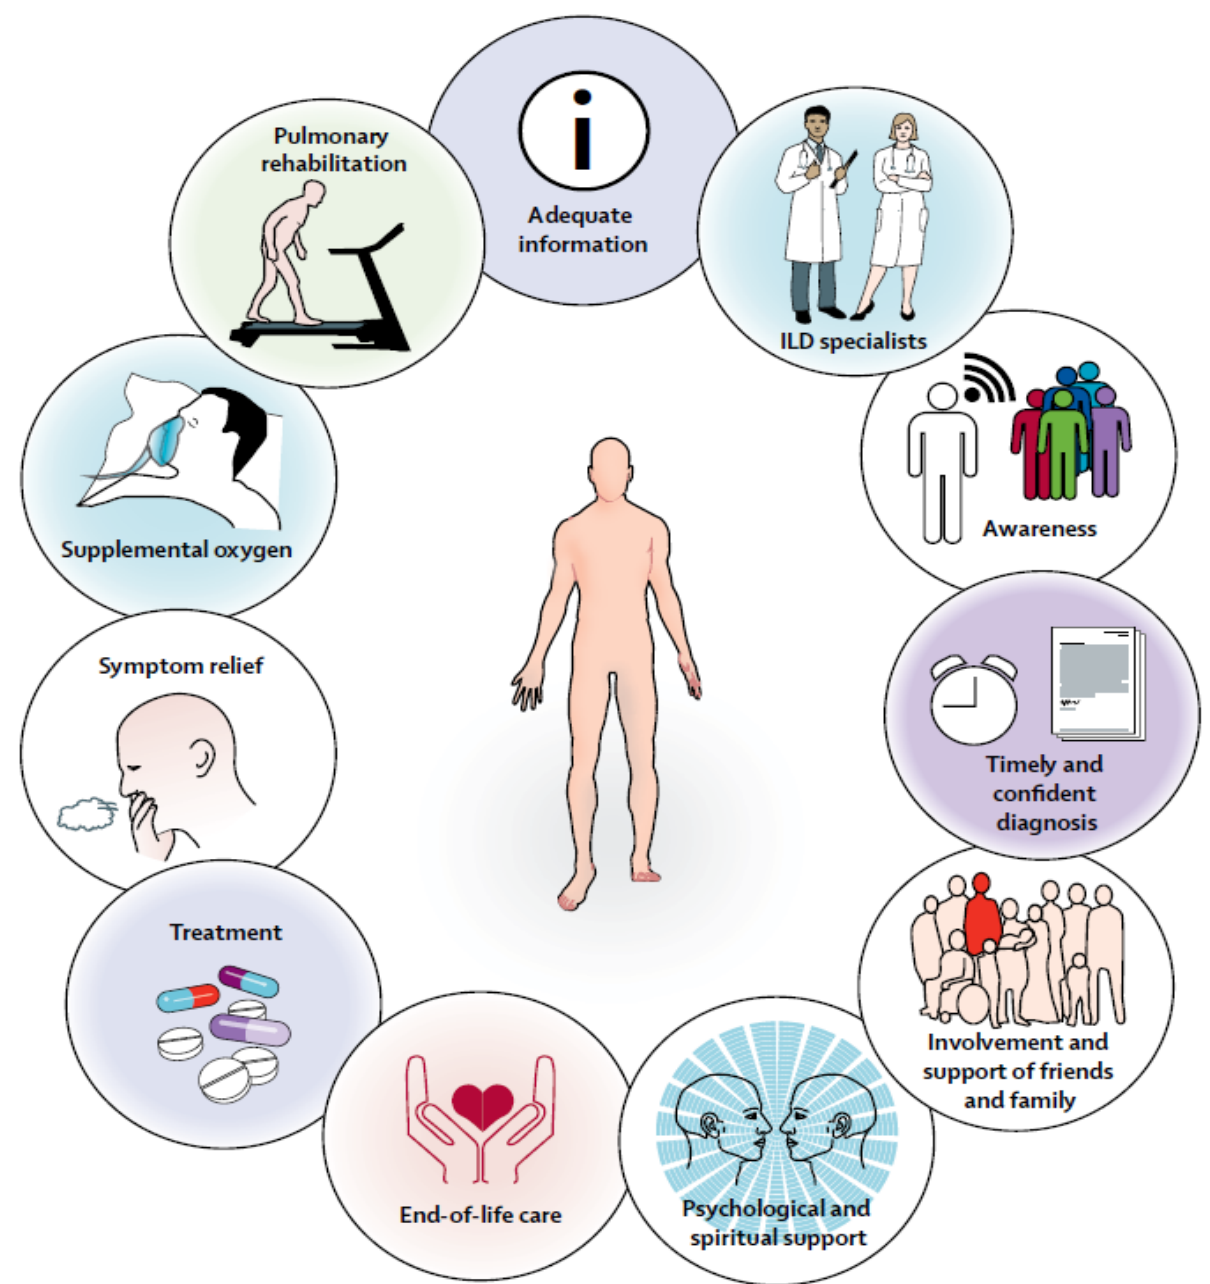 i
Adequate
information
ILD specialists
Awareness
Timely and
confident
diagnosis
Involvement and
support of friends
and family
Psychological and
spiritual support
End-of-life care
Treatment
Symptom relief
Supplemental oxygen
Pulmonary
rehabilitation